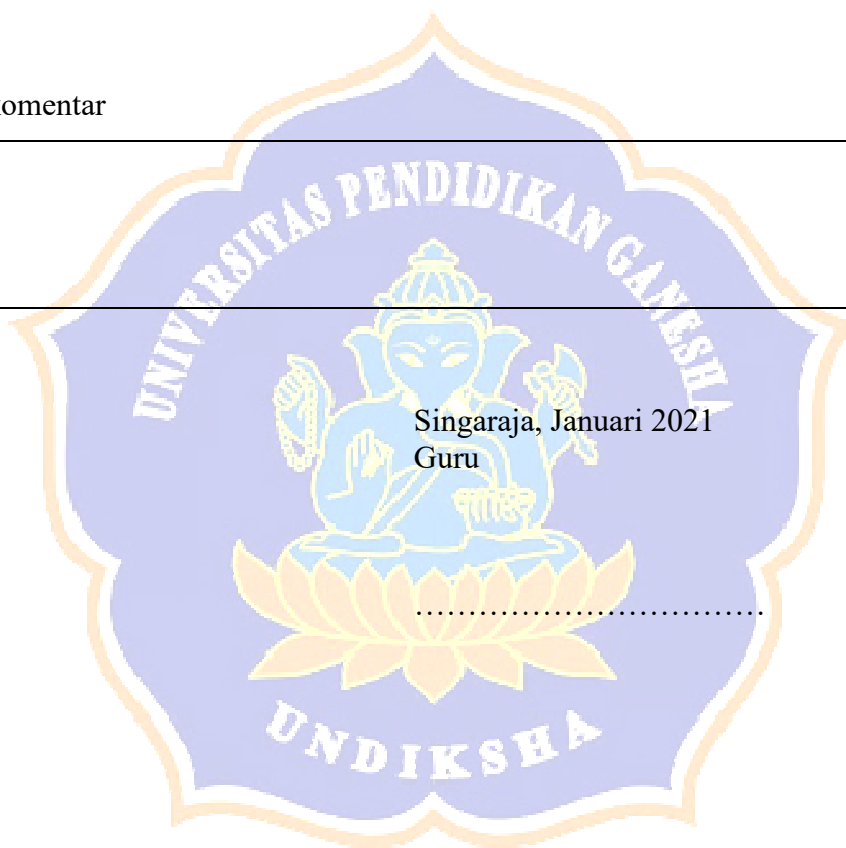 omentar
UNIVERSITAS PENDIDIKAN GANESHA
Singaraja, Januari 2021
Guru
……………………………
UNDIKSHA